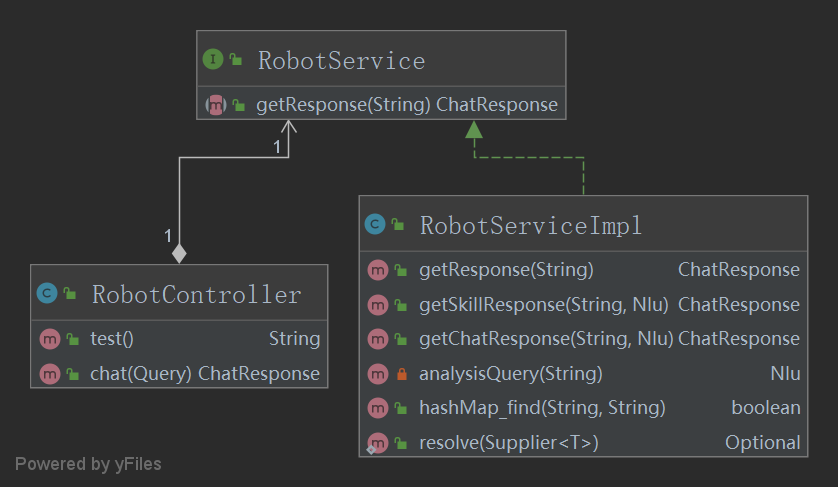 I RobotService
m getResponse(String) ChatResponse
1
1
C RobotController
m test() String
m chat(Query) ChatResponse
C RobotServiceImpl
m getResponse(String) ChatResponse
m getSkillResponse(String, Nlu) ChatResponse
m getChatResponse(String, Nlu) ChatResponse
m analysisQuery(String) Nlu
m hashMap_find(String, String) boolean
m resolve(Supplier<T>) Optional
Powered by yFiles